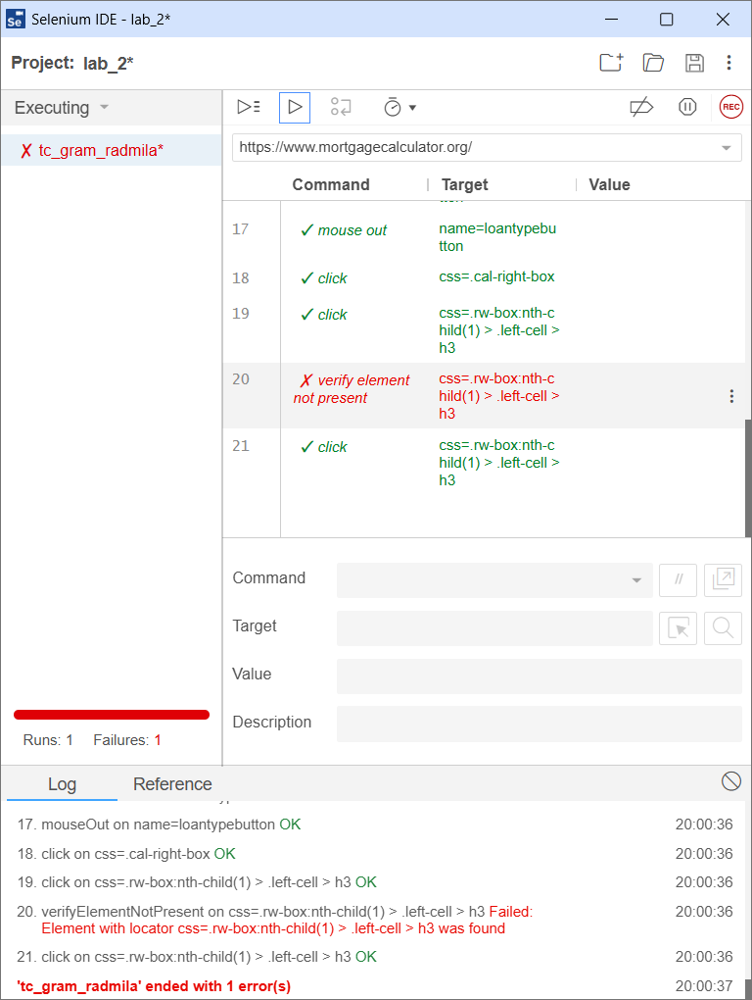 Se Selenium IDE - lab_2*
Project: lab_2*
Executing
REC
✗ tc_gram_radmila*
https://www.mortgagecalculator.org/
Command Target Value
17 ✓ mouse out name=loantypebu
tton
18 ✓ click css=.cal-right-box
19 ✓ click css=.rw-box:nth-c
hild(1) > .left-cell >
h3
20 ✗ verify element css=.rw-box:nth-c
not present hild(1) > .left-cell >
h3
21 ✓ click css=.rw-box:nth-c
hild(1) > .left-cell >
h3
Command //
Target
Value
Description
Runs: 1 Failures: 1
Log Reference
17. mouseOut on name=loantypebutton OK 20:00:36
18. click on css=.cal-right-box OK 20:00:36
19. click on css=.rw-box:nth-child(1) > .left-cell > h3 OK 20:00:36
20. verifyElementNotPresent on css=.rw-box:nth-child(1) > .left-cell > h3 Failed: 20:00:36
Element with locator css=.rw-box:nth-child(1) > .left-cell > h3 was found
21. click on css=.rw-box:nth-child(1) > .left-cell > h3 OK 20:00:36
'tc_gram_radmila' ended with 1 error(s) 20:00:37